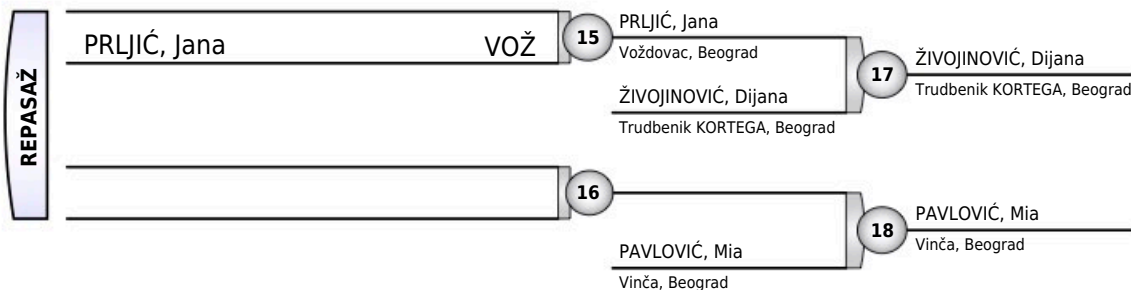 REPASAŽ
PRLJIĆ, Jana VOŽ
15
PRLJIĆ, Jana
Voždovac, Beograd
ŽIVOJINOVIĆ, Dijana
Trudbenik KORTEGA, Beograd
17
ŽIVOJINOVIĆ, Dijana
Trudbenik KORTEGA, Beograd
16
PAVLOVIĆ, Mia
Vinča, Beograd
18
PAVLOVIĆ, Mia
Vinča, Beograd